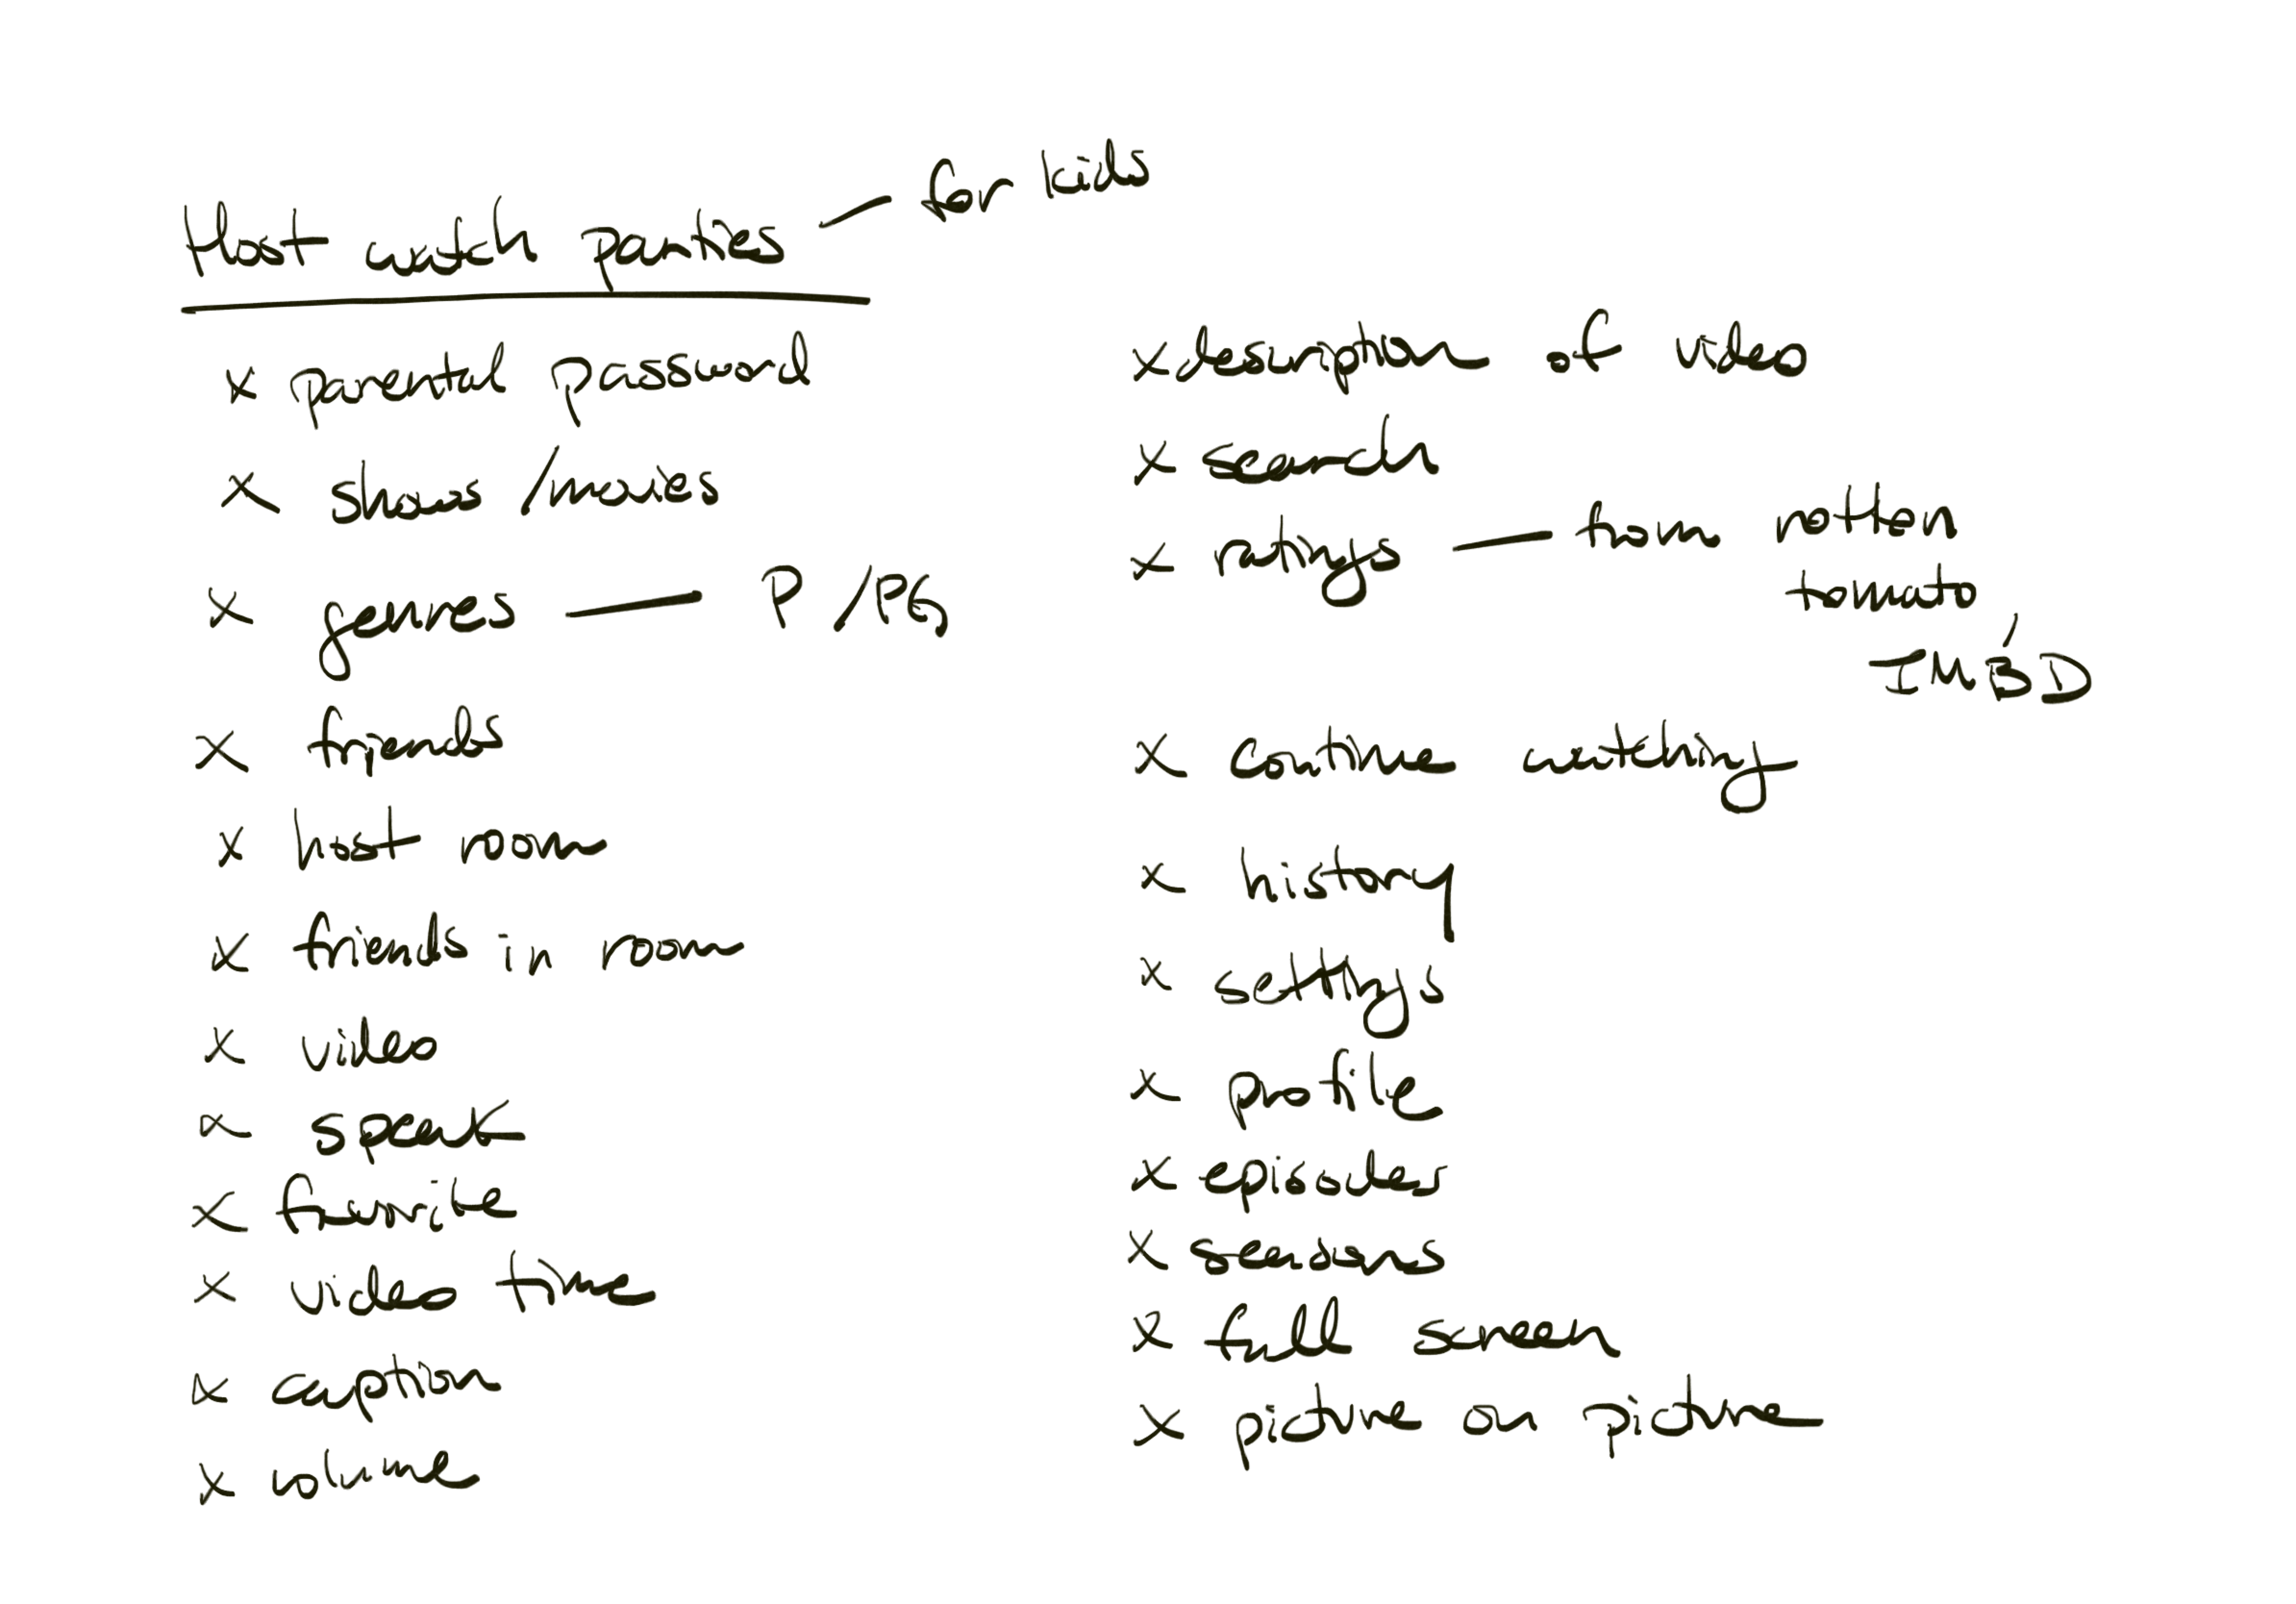 Host watch parties — for kids
x parental password
x shows / movies
x genres — P / PG
x friends
x host room
x friends in room
x video
x speak
x favorite
x video time
x caption
x volume
x description of video
x search
x ratings — from rotten
tomato,
IMBD
x continue watching
x history
x settings
x profile
x episodes
x seasons
x full screen
x picture on picture